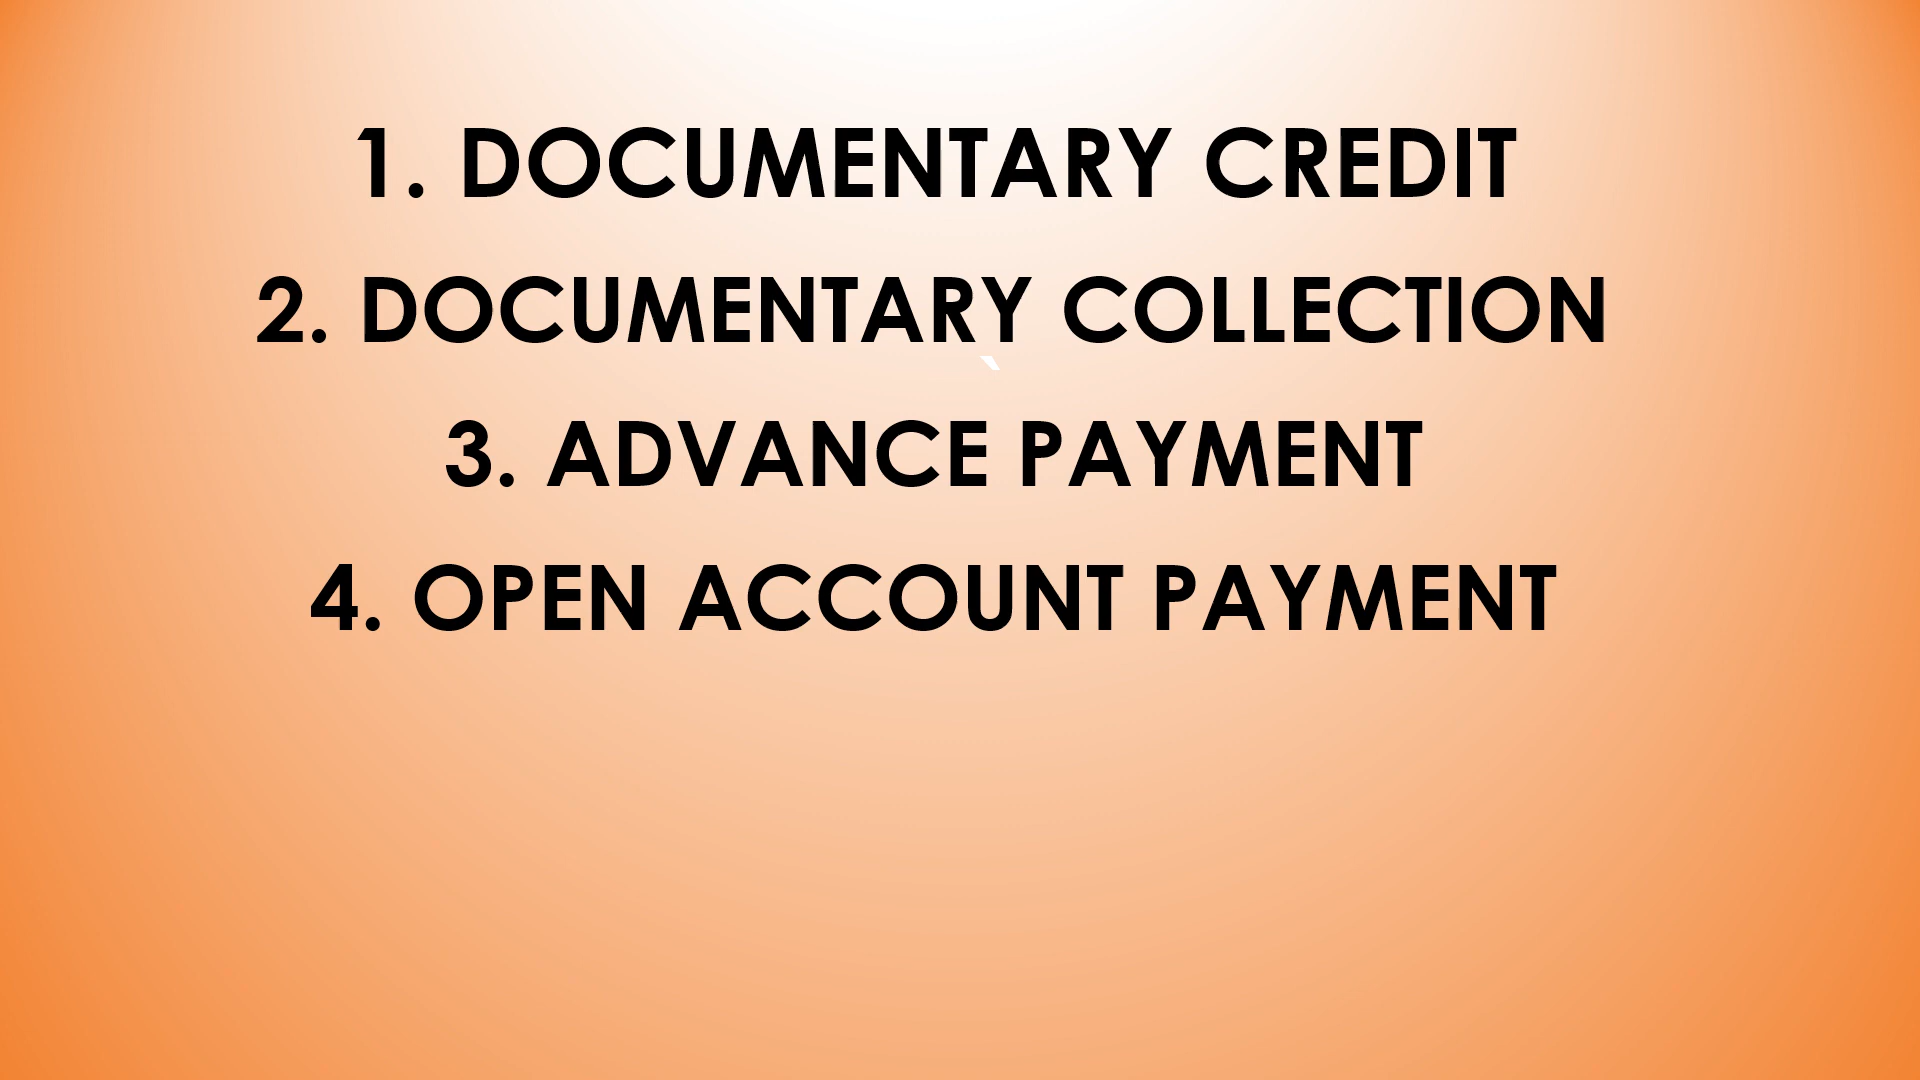 1. DOCUMENTARY CREDIT
2. DOCUMENTARY COLLECTION
`
3. ADVANCE PAYMENT
4. OPEN ACCOUNT PAYMENT